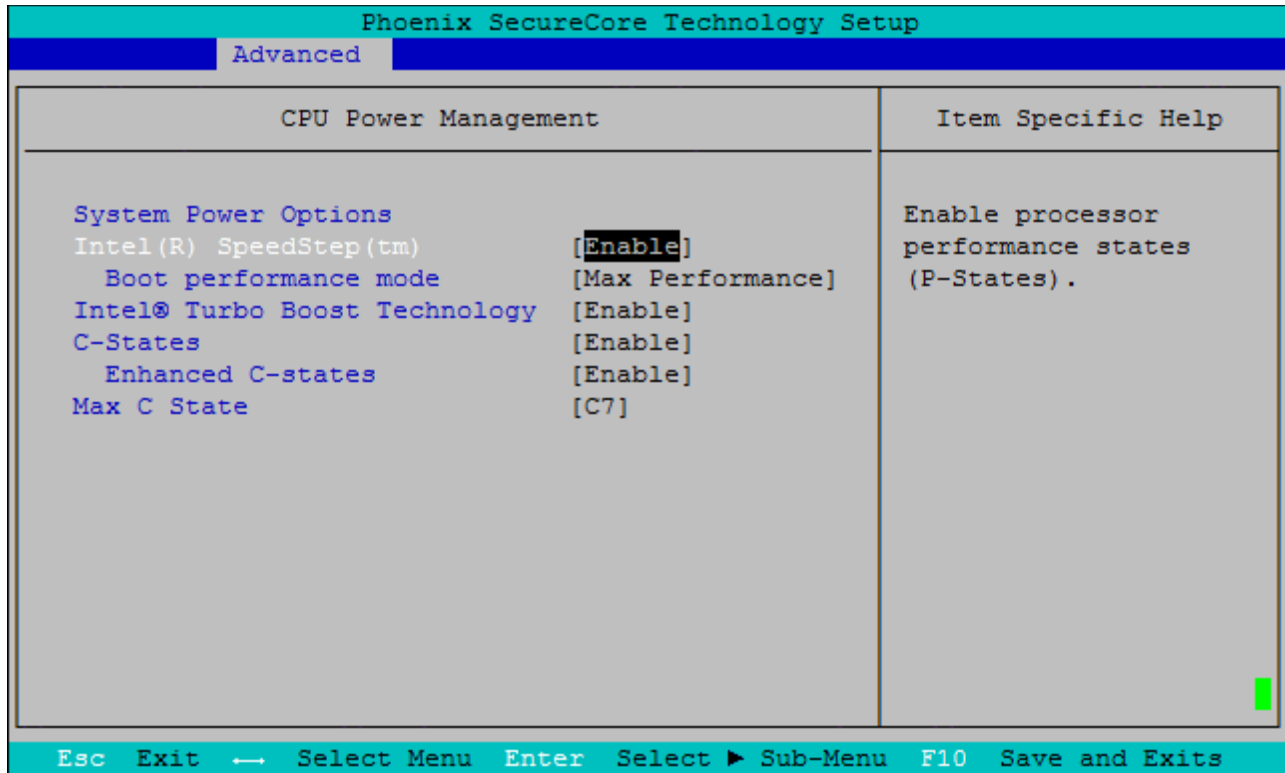 Phoenix SecureCore Technology Setup
Advanced
CPU Power Management
System Power Options
Intel(R) SpeedStep(tm) [Enable]
Boot performance mode [Max Performance]
Intel® Turbo Boost Technology [Enable]
C-States [Enable]
Enhanced C-states [Enable]
Max C State [C7]
Item Specific Help
Enable processor
performance states
(P-States).
Esc Exit ←→ Select Menu Enter Select ► Sub-Menu F10 Save and Exits